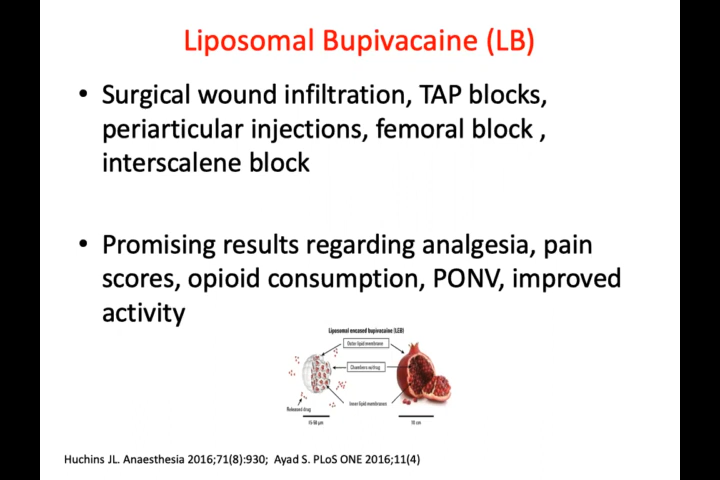 Liposomal Bupivacaine (LB)
• Surgical wound infiltration, TAP blocks,
periarticular injections, femoral block ,
interscalene block
• Promising results regarding analgesia, pain
scores, opioid consumption, PONV, improved
activity
Liposomal encased bupivacaine (LEB)
Outer lipid membrane
Chambers w/drug
Inner lipid membranes
Released drug
10 cm
Huchins JL. Anaesthesia 2016;71(8):930; Ayad S. PLoS ONE 2016;11(4)